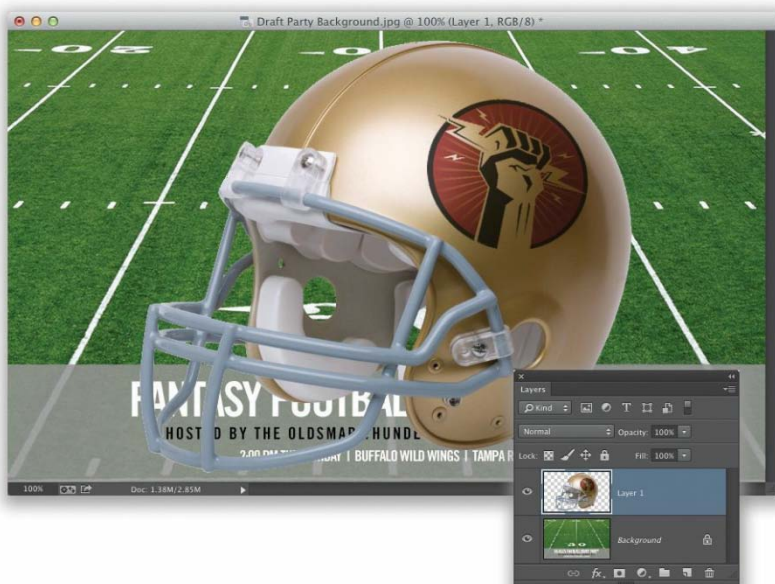 Draft Party Background.jpg @ 100% (Layer 1, RGB/8) *
FANTASY FOOTBAL
HOST D BY THE OLDSMAR HUNDE
2:00 PM | BUFFALO WILD WINGS | TAMPA
100%
Doc: 1.38M/2.85M
Layers
Kind
Normal
Opacity: 100%
Lock:
Fill: 100%
Layer 1
Background